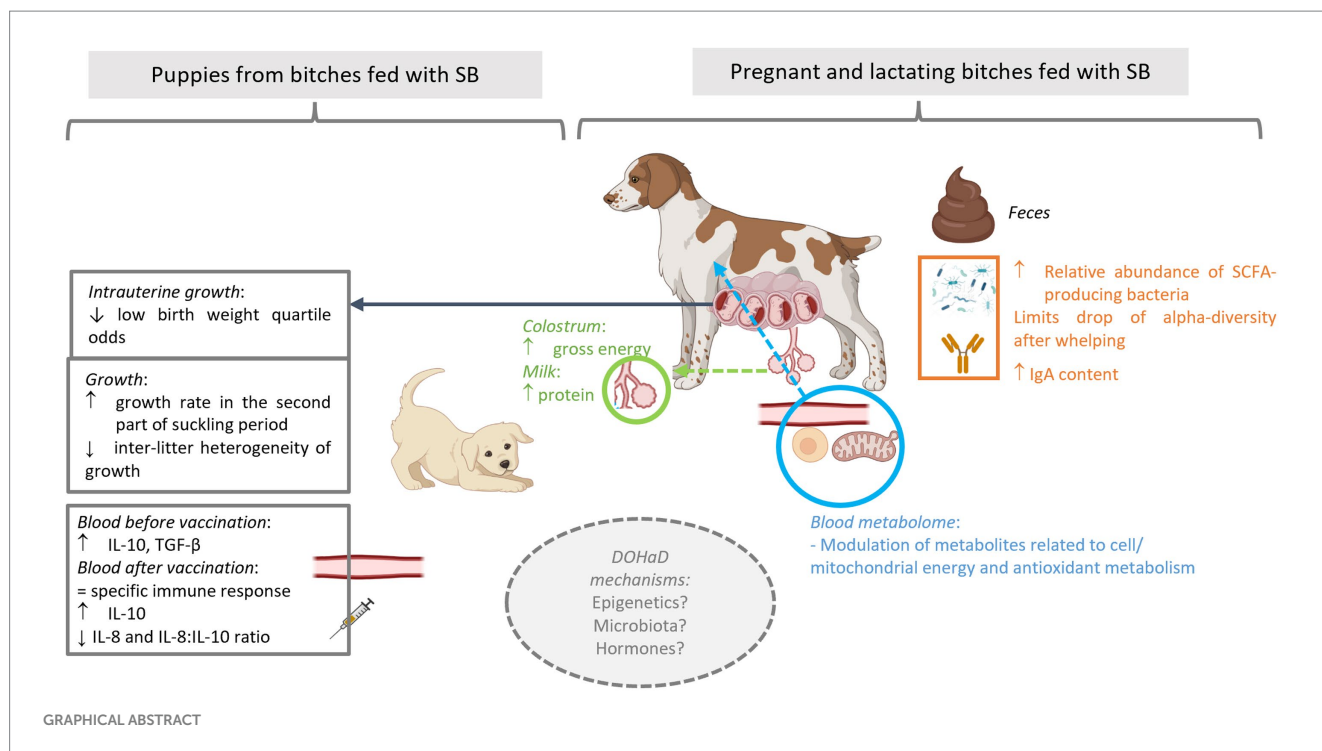 Puppies from bitches fed with SB
Pregnant and lactating bitches fed with SB
Intrauterine growth:
↓ low birth weight quartile
odds
Growth:
↑ growth rate in the second
part of suckling period
↓ inter-litter heterogeneity of
growth
Blood before vaccination:
↑ IL-10, TGF-β
Blood after vaccination:
= specific immune response
↑ IL-10
↓ IL-8 and IL-8:IL-10 ratio
Colostrum:
↑ gross energy
Milk:
↑ protein
Feces
↑ Relative abundance of SCFA-
producing bacteria
Limits drop of alpha-diversity
after whelping
↑ IgA content
Blood metabolome:
- Modulation of metabolites related to cell/
mitochondrial energy and antioxidant metabolism
DOHaD
mechanisms:
Epigenetics?
Microbiota?
Hormones?
GRAPHICAL ABSTRACT